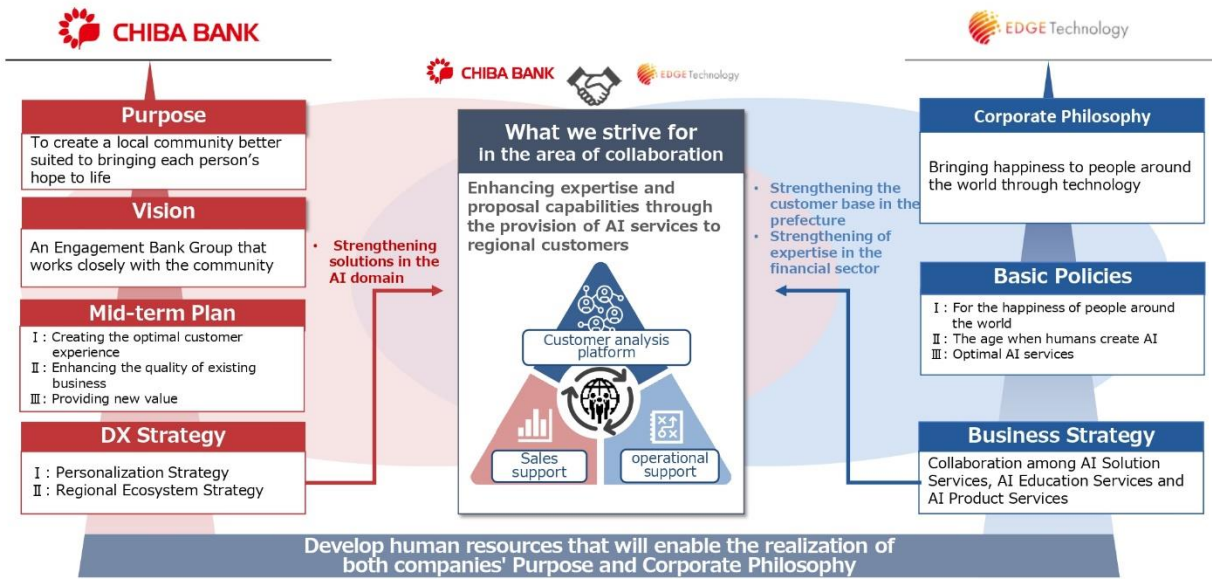 CHIBA BANK
Purpose
To create a local community better
suited to bringing each person's
hope to life
Vision
An Engagement Bank Group that
works closely with the community
Mid-term Plan
Ⅰ : Creating the optimal customer
experience
Ⅱ : Enhancing the quality of existing
business
Ⅲ : Providing new value
DX Strategy
Ⅰ : Personalization Strategy
Ⅱ : Regional Ecosystem Strategy
• Strengthening
solutions in the
AI domain
CHIBA BANK
EDGE Technology
What we strive for
in the area of collaboration
Enhancing expertise and
proposal capabilities through
the provision of AI services to
regional customers
Customer analysis
platform
Sales
support
operational
support
• Strengthening the
customer base in the
prefecture
• Strengthening of
expertise in the
financial sector
EDGE Technology
Corporate Philosophy
Bringing happiness to people around
the world through technology
Basic Policies
Ⅰ : For the happiness of people around
the world
Ⅱ : The age when humans create AI
Ⅲ : Optimal AI services
Business Strategy
Collaboration among AI Solution
Services, AI Education Services and
AI Product Services
Develop human resources that will enable the realization of
both companies' Purpose and Corporate Philosophy